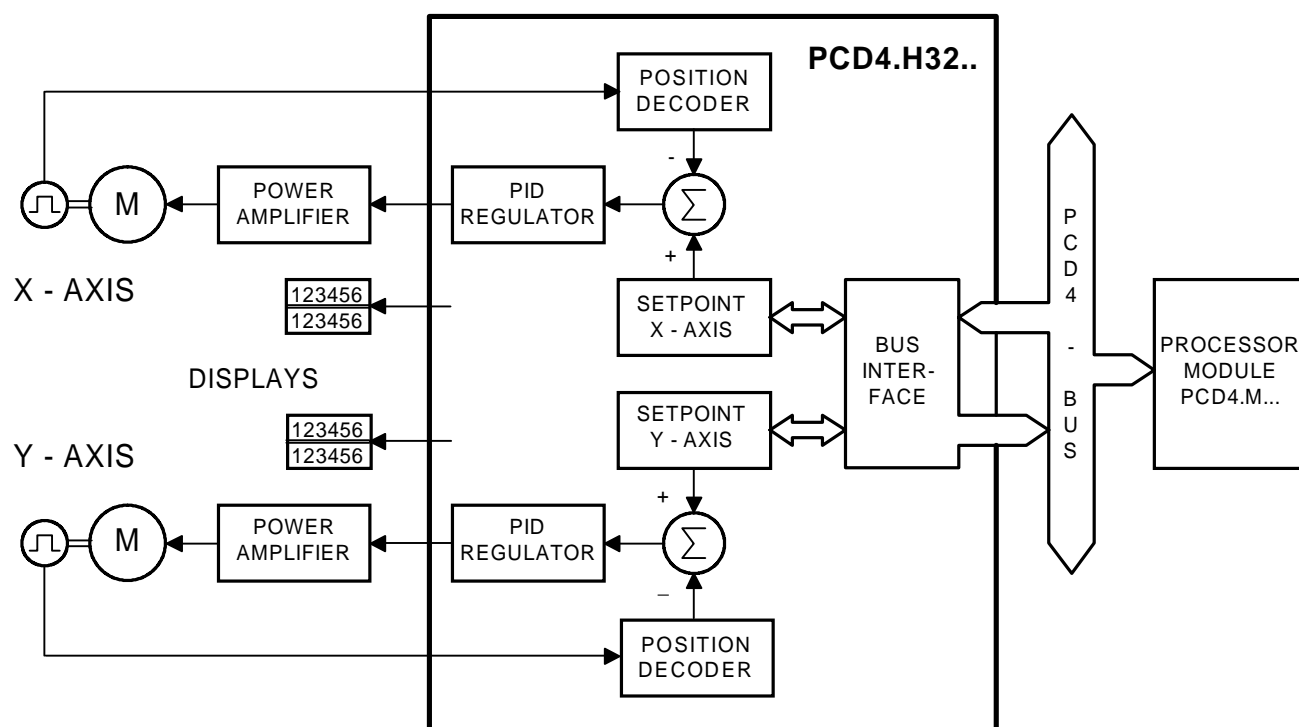 PCD4.H32..
POSITION
DECODER
-
POWER
AMPLIFIER
PID
REGULATOR
Σ
M
+
X - AXIS
123456
123456
SETPOINT
X - AXIS
BUS
INTER-
FACE
P
C
D
4
-
B
U
S
PROCESSOR
MODULE
PCD4.M...
DISPLAYS
SETPOINT
Y - AXIS
123456
123456
Y - AXIS
+
M
POWER
AMPLIFIER
PID
REGULATOR
Σ
–
POSITION
DECODER